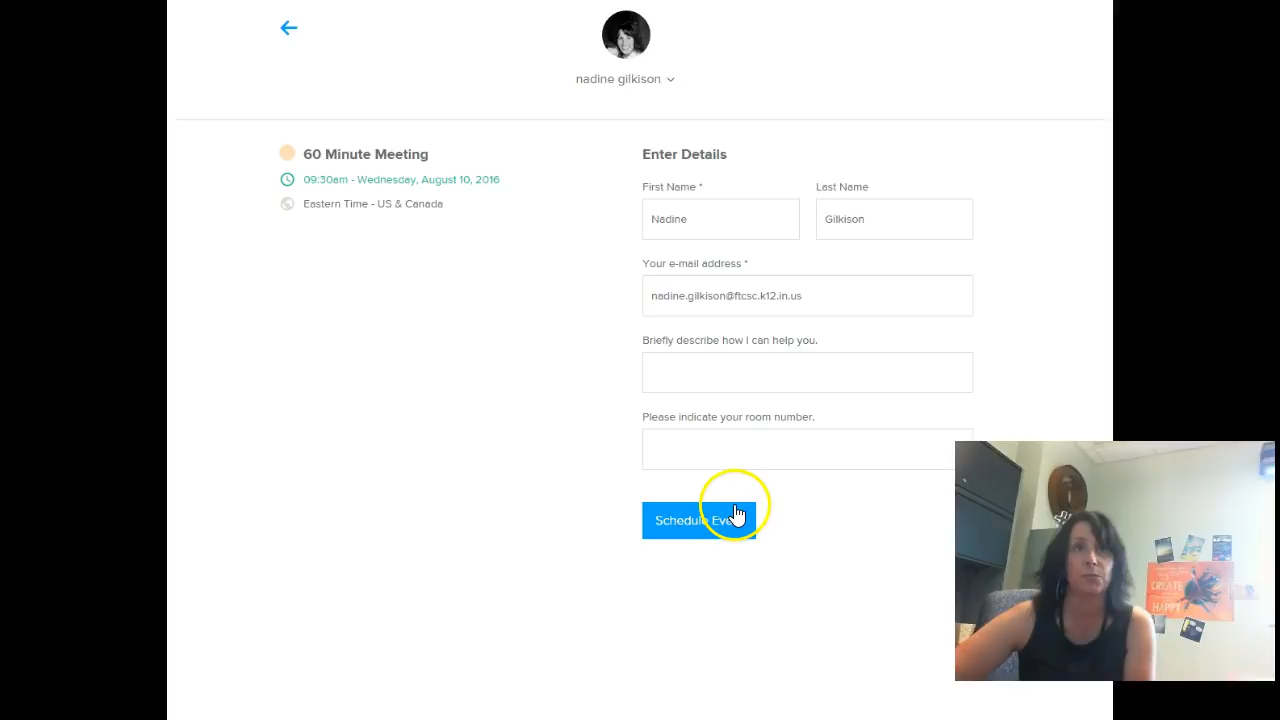 nadine gilkison
60 Minute Meeting
09:30am - Wednesday, August 10, 2016
Eastern Time - US & Canada
Enter Details
First Name *
Last Name
Nadine
Gilkison
Your e-mail address *
nadine.gilkison@ftcsc.k12.in.us
Briefly describe how I can help you.
Please indicate your room number.
Schedule
CREATE
HAPPY